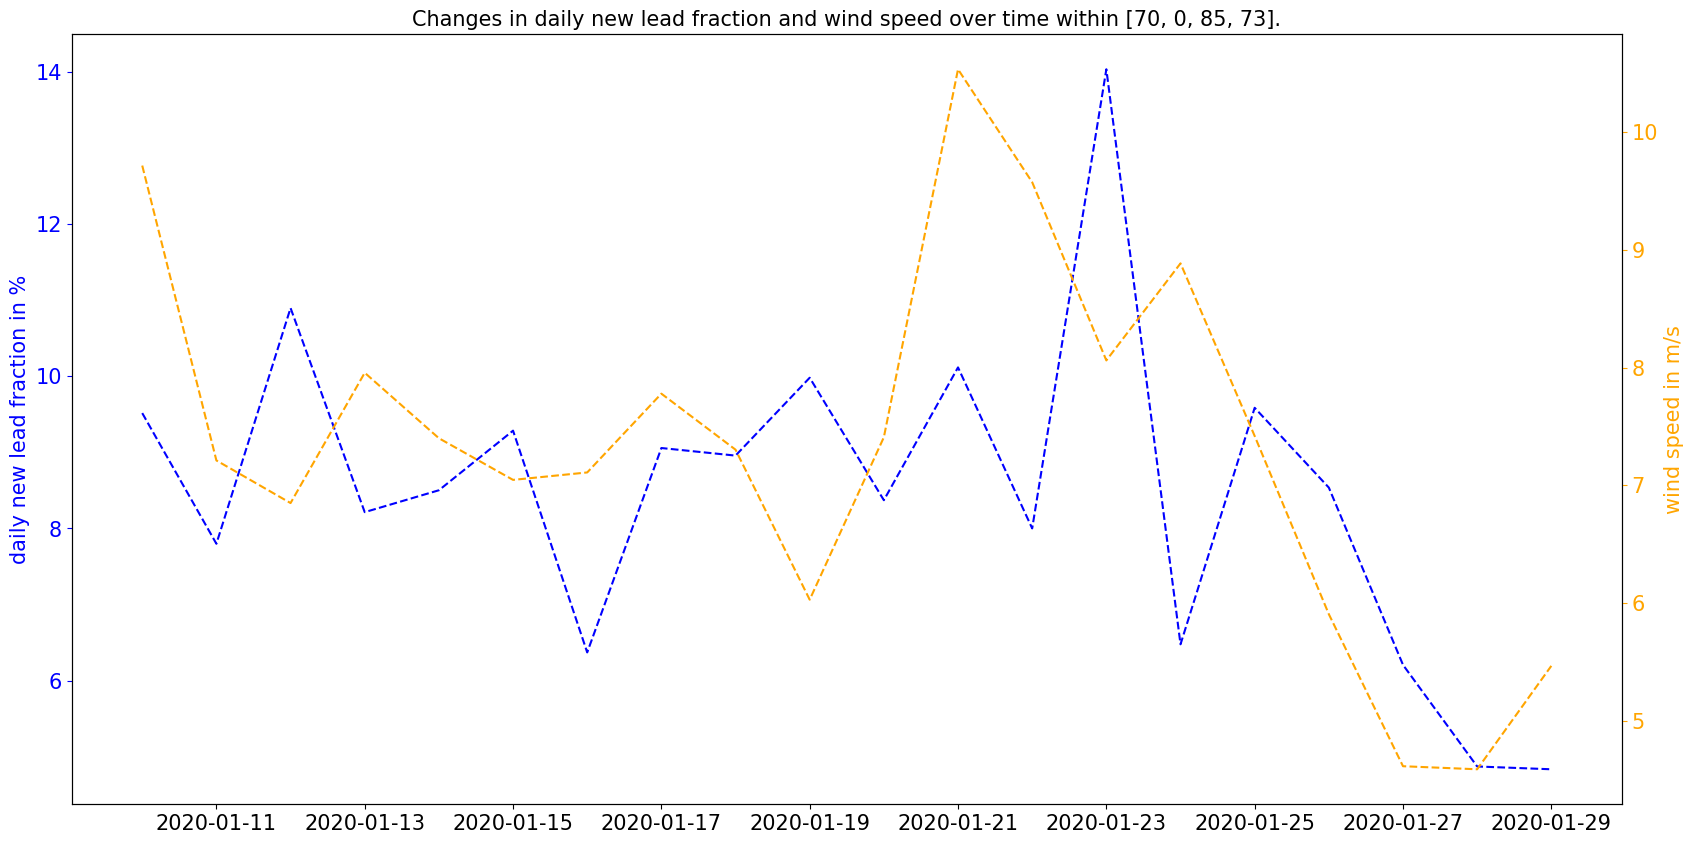 Changes in daily new lead fraction and wind speed over time within [70, 0, 85, 73].
14
12
10
8
6
daily new lead fraction in %
10
9
8
7
6
5
wind speed in m/s
2020-01-11 2020-01-13 2020-01-15 2020-01-17 2020-01-19 2020-01-21 2020-01-23 2020-01-25 2020-01-27 2020-01-29